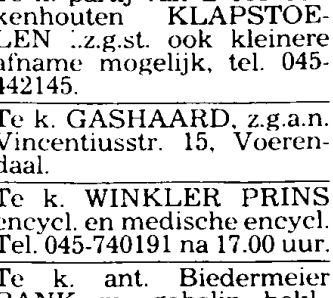 kenhouten KLAPSTOE-
LEN z.g.st. ook kleinere
afname mogelijk, tel. 045-
442145.
Te k. GASHAARD, z.g.a.n.
Vincentiusstr. 15, Voeren-
daal.
Te k. WINKLER PRINS
encycl. en medische encycl.
Tel. 045-740191 na 17.00 uur.
Te k. ant. Biedermeier